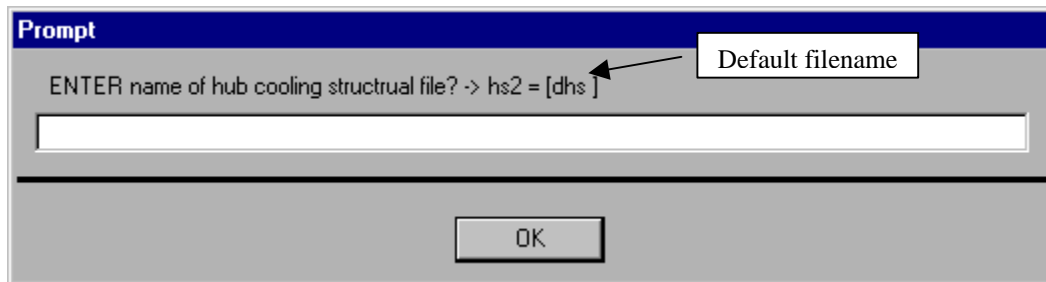 Prompt
Default filename
ENTER name of hub cooling structrual file? -> hs2 = [dhs ]
OK